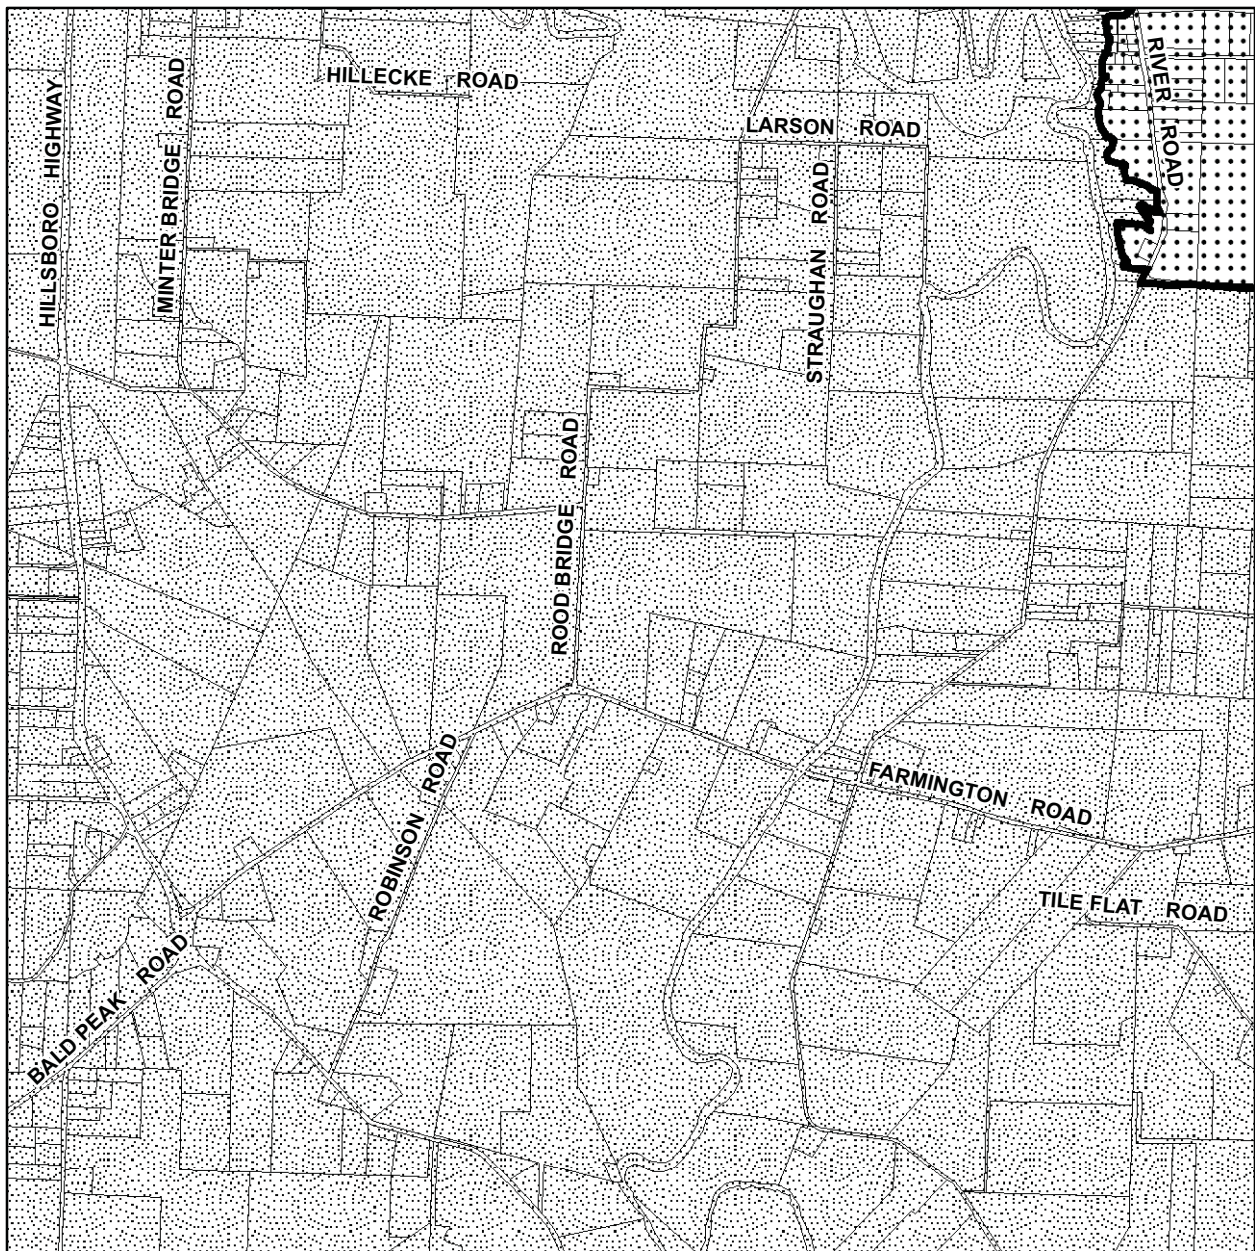 HILLSBORO HIGHWAY
MINTER BRIDGE ROAD
HILLECKE ROAD
LARSON ROAD
STRAUGHAN ROAD
RIVER ROAD
ROOD BRIDGE ROAD
ROBINSON ROAD
FARMINGTON ROAD
TILE FLAT ROAD
BALD PEAK ROAD